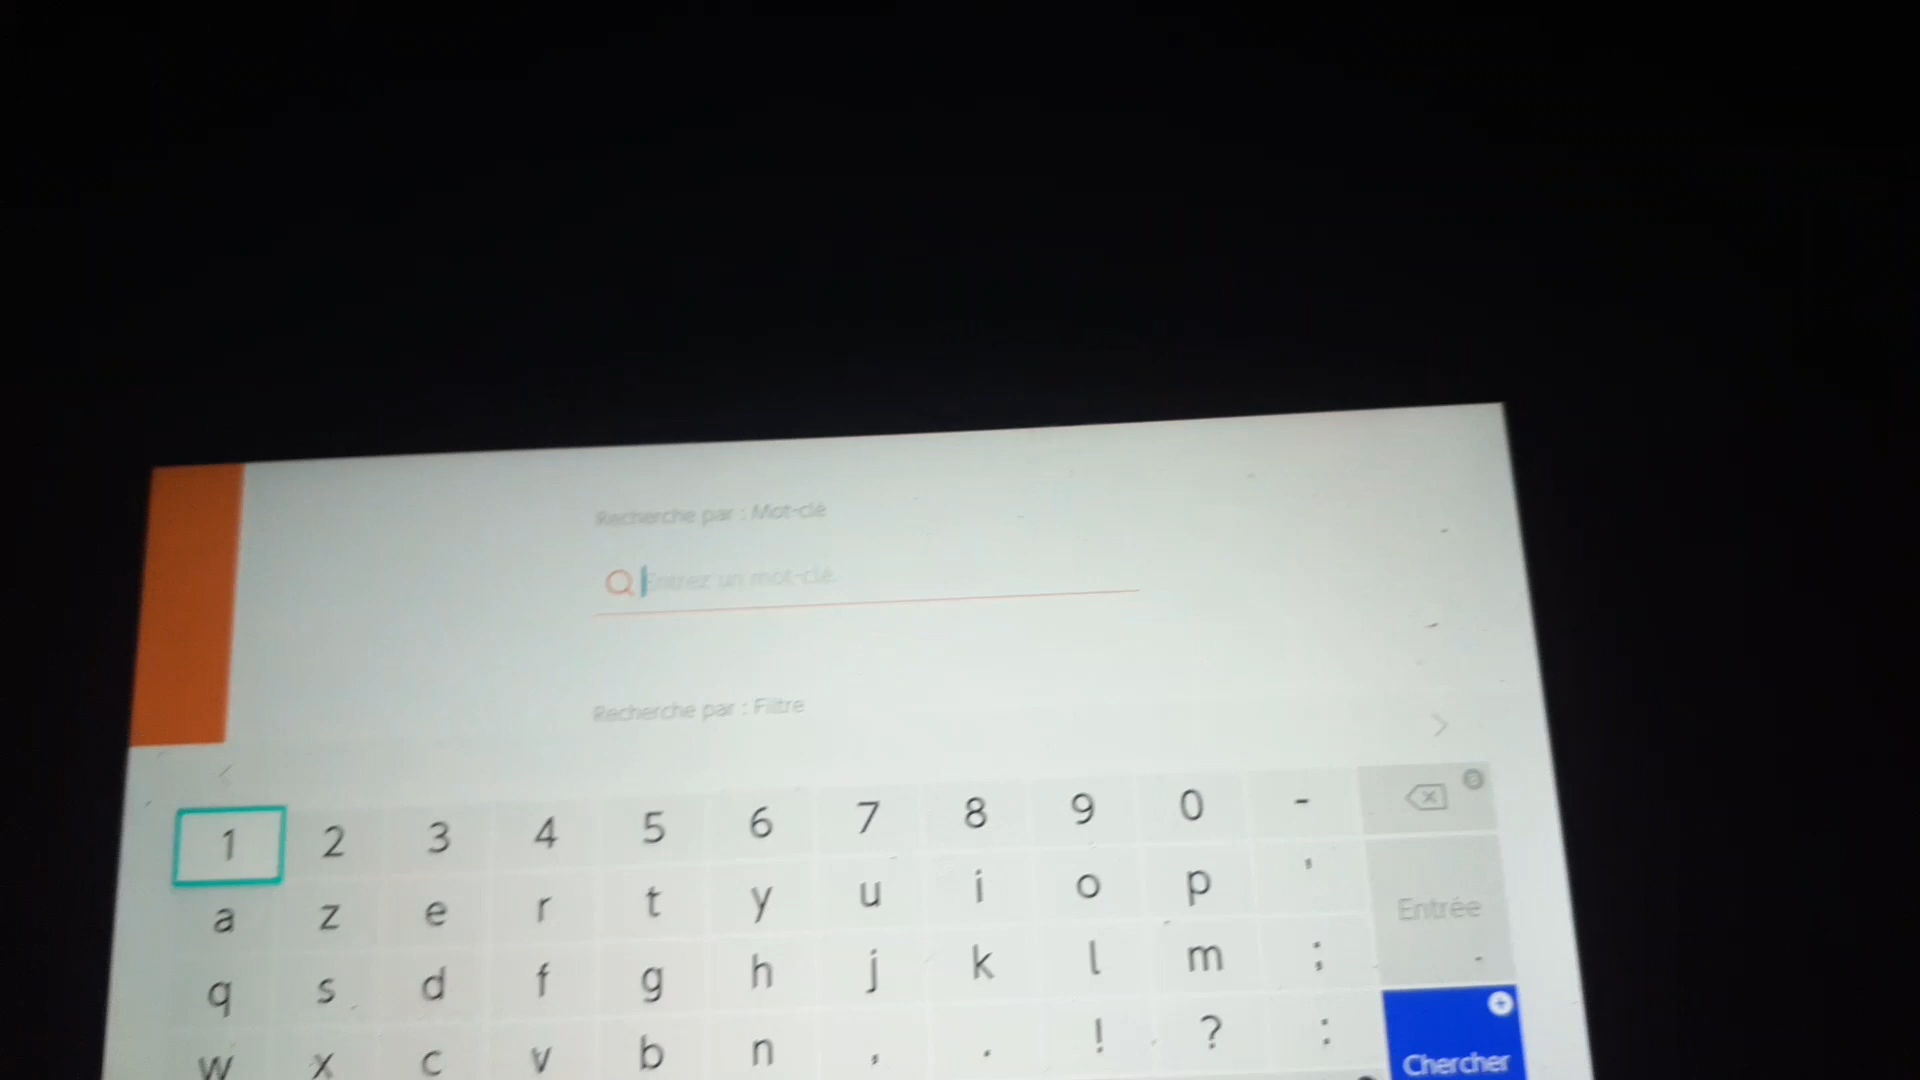 Recherche par : Mot-clé
Entrez un mot-clé.
Recherche par : Filtre
1 2 3 4 5 6 7 8 9 0 -
a z e r t y u i o p '
Entrée
q s d f g h j k l m ;
w x c v b n , . ! ? :
Chercher